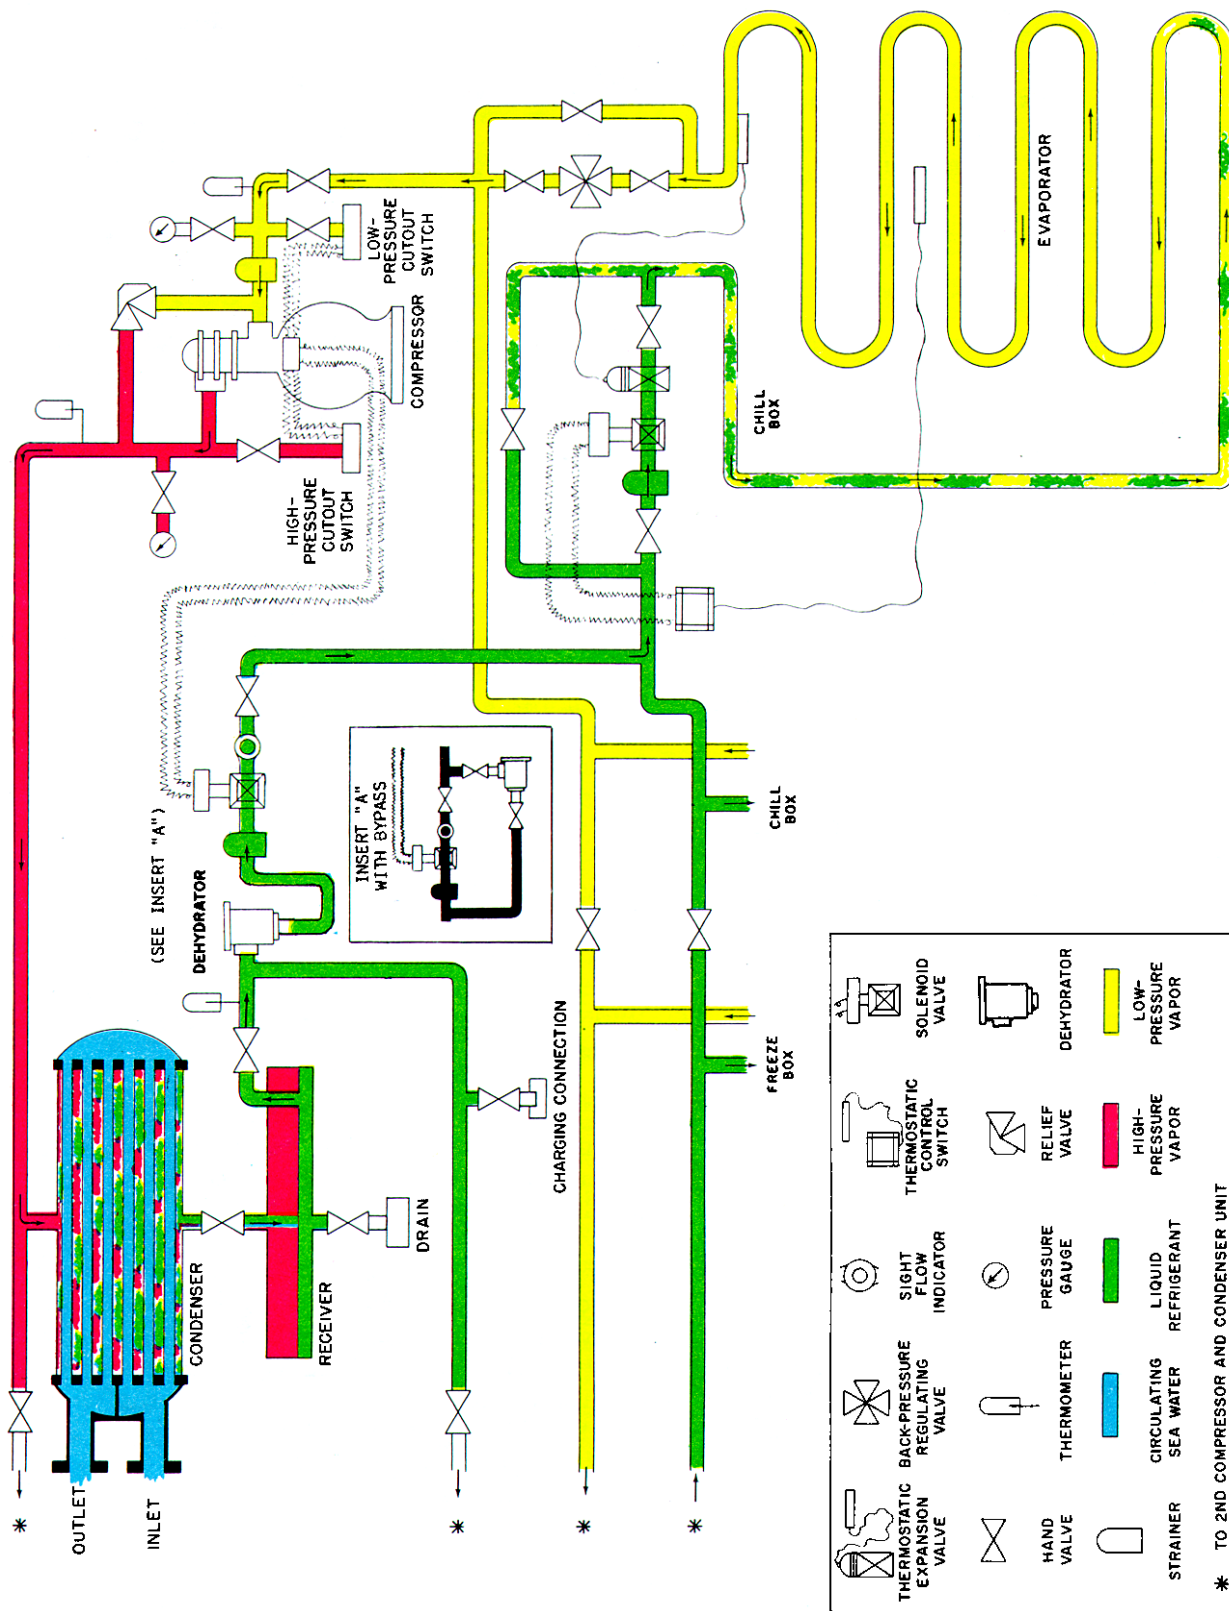 EVAPORATOR
CHILL
BOX
LOW-
PRESSURE
CUTOUT
SWITCH
COMPRESSOR
HIGH-
PRESSURE
CUTOUT
SWITCH
(SEE INSERT "A")
DEHYDRATOR
INSERT "A"
WITH BYPASS
CHILL
BOX
FREEZE
BOX
CHARGING CONNECTION
DRAIN
RECEIVER
CONDENSER
OUTLET
INLET
*
*
*
*
THERMOSTATIC
EXPANSION
VALVE
BACK-PRESSURE
REGULATING
VALVE
SIGHT
FLOW
INDICATOR
THERMOSTATIC
CONTROL
SWITCH
SOLENOID
VALVE
HAND
VALVE
THERMOMETER
PRESSURE
GAUGE
RELIEF
VALVE
DEHYDRATOR
STRAINER
CIRCULATING
SEA WATER
LIQUID
REFRIGERANT
HIGH-
PRESSURE
VAPOR
LOW-
PRESSURE
VAPOR
* TO 2ND COMPRESSOR AND CONDENSER UNIT